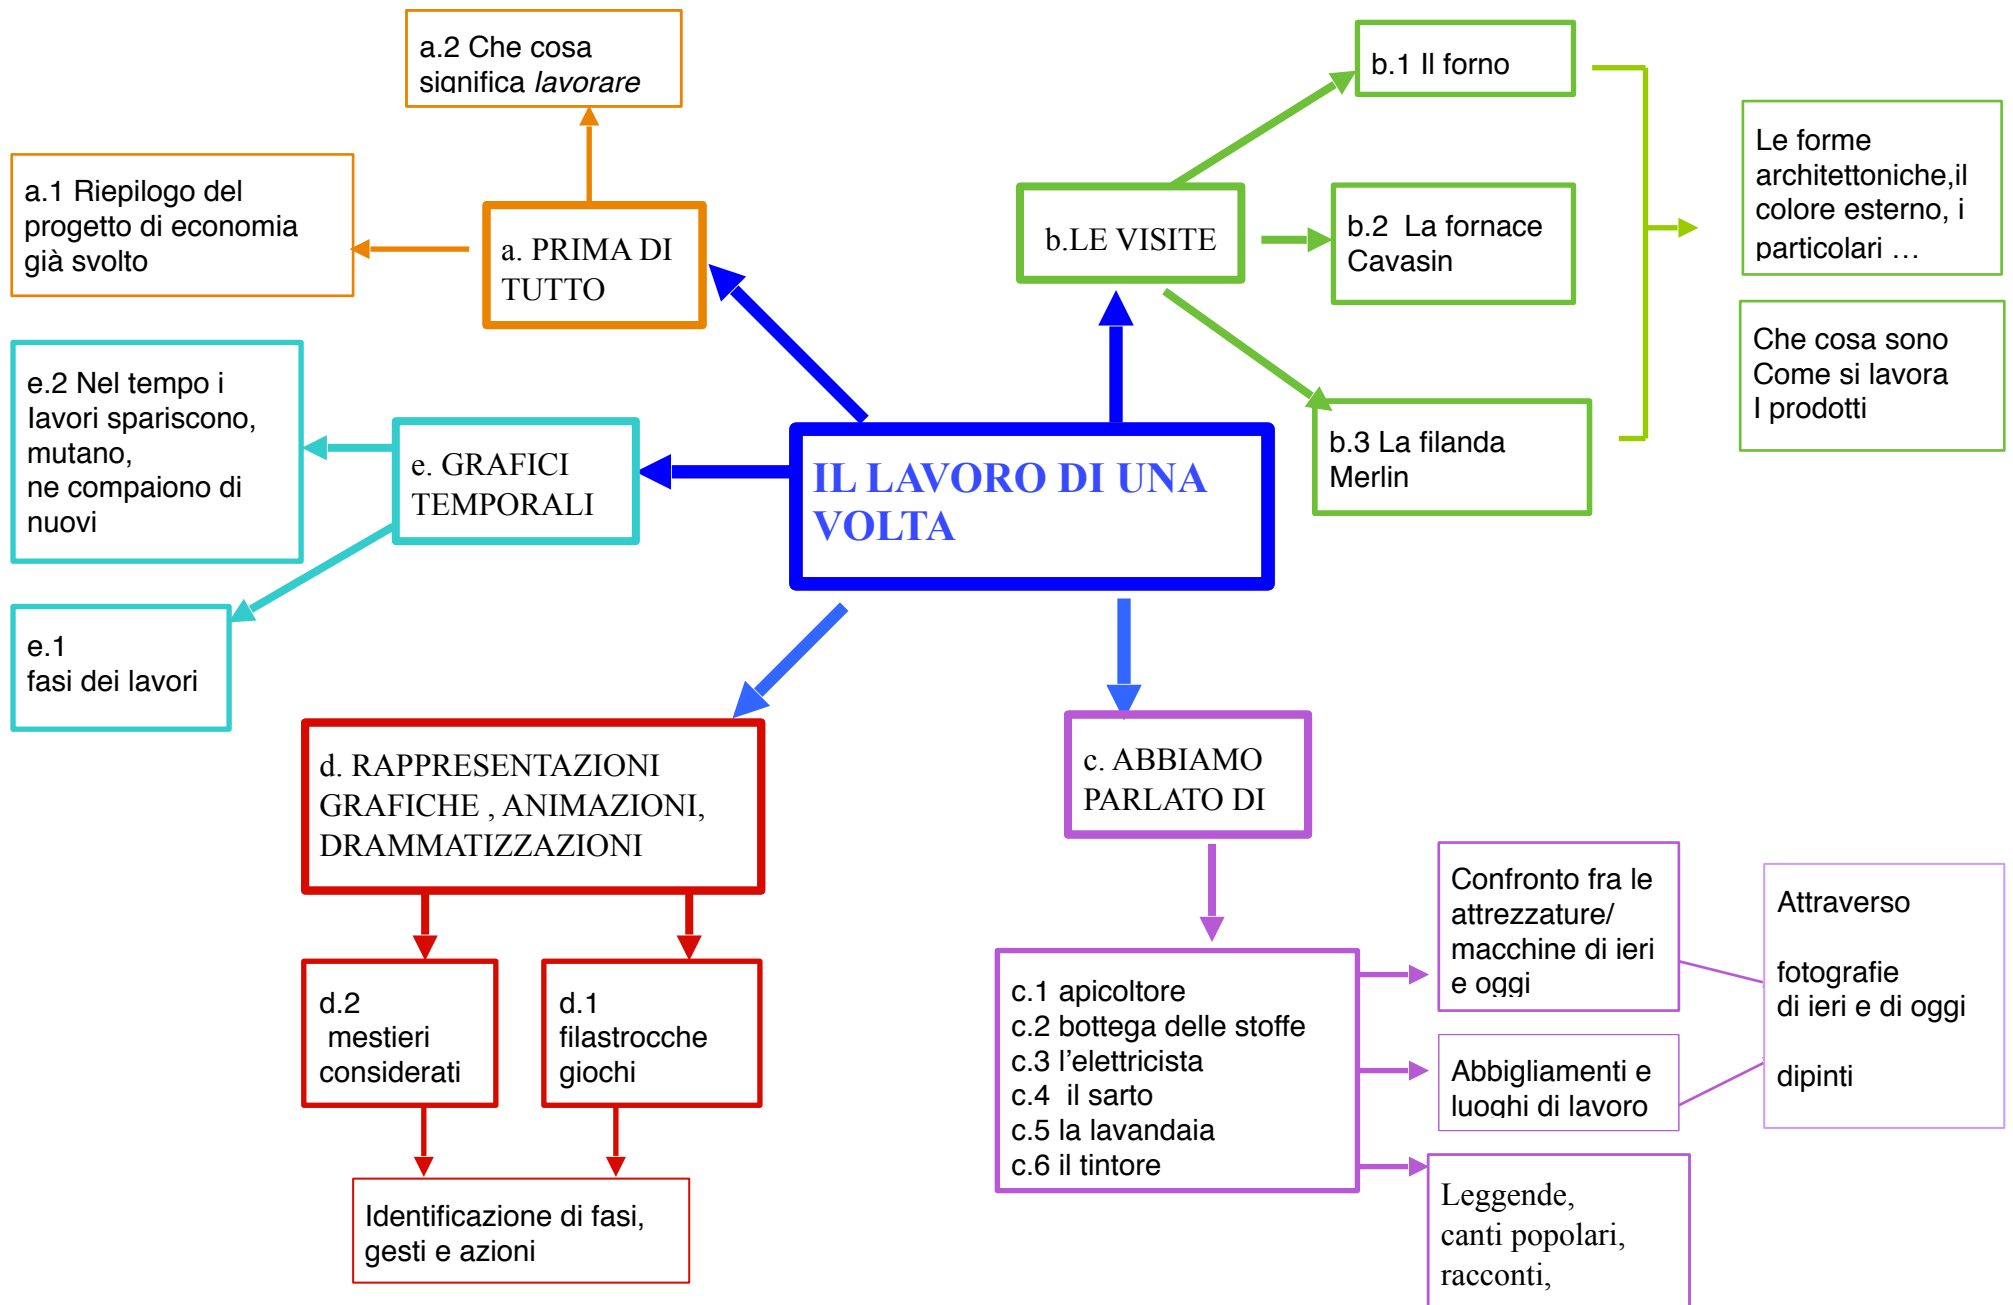 a.2 Che cosa
significa lavorare
a.1 Riepilogo del
progetto di economia
già svolto
a. PRIMA DI
TUTTO
b.LE VISITE
b.1 Il forno
b.2  La fornace
Cavasin
b.3 La filanda
Merlin
Le forme
architettoniche,il
colore esterno, i
particolari …
Che cosa sono
Come si lavora
I prodotti
e.2 Nel tempo i
lavori spariscono,
mutano,
ne compaiono di
nuovi
e. GRAFICI
TEMPORALI
e.1
fasi dei lavori
IL LAVORO DI UNA
VOLTA
d. RAPPRESENTAZIONI
GRAFICHE , ANIMAZIONI,
DRAMMATIZZAZIONI
d.2
mestieri
considerati
d.1
filastrocche
giochi
Identificazione di fasi,
gesti e azioni
c. ABBIAMO
PARLATO DI
c.1 apicoltore
c.2 bottega delle stoffe
c.3 l’elettricista
c.4  il sarto
c.5 la lavandaia
c.6 il tintore
Confronto fra le
attrezzature/
macchine di ieri
e oggi
Abbigliamenti e
luoghi di lavoro
Leggende,
canti popolari,
racconti,
Attraverso
fotografie
di ieri e di oggi
dipinti